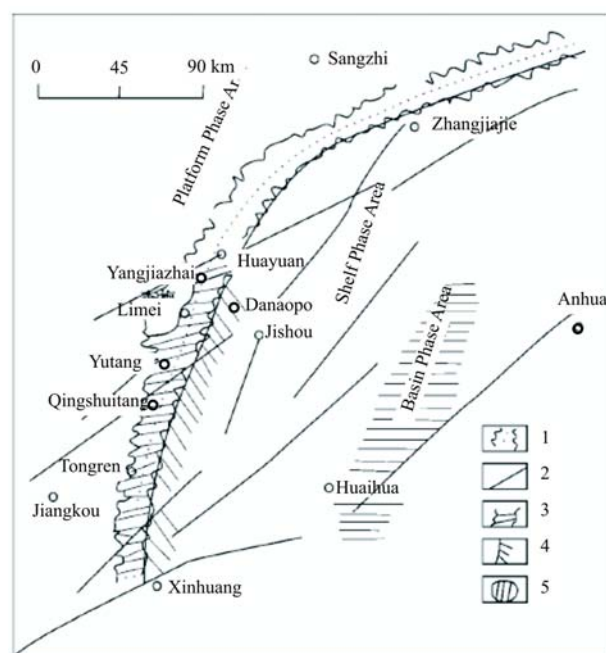 Sangzhi
0 45 90 km
Platform Phase Ar
Zhangjiajie
Shelf Phase Area
Huayuan
Yangjiazhai
Limei
Danaopo
Anhua
Jishou
Basin Phase Area
Yutang
Qingshuitang
1
Tongren
2
Huaihua
Jiangkou
3
4
Xinhuang
5